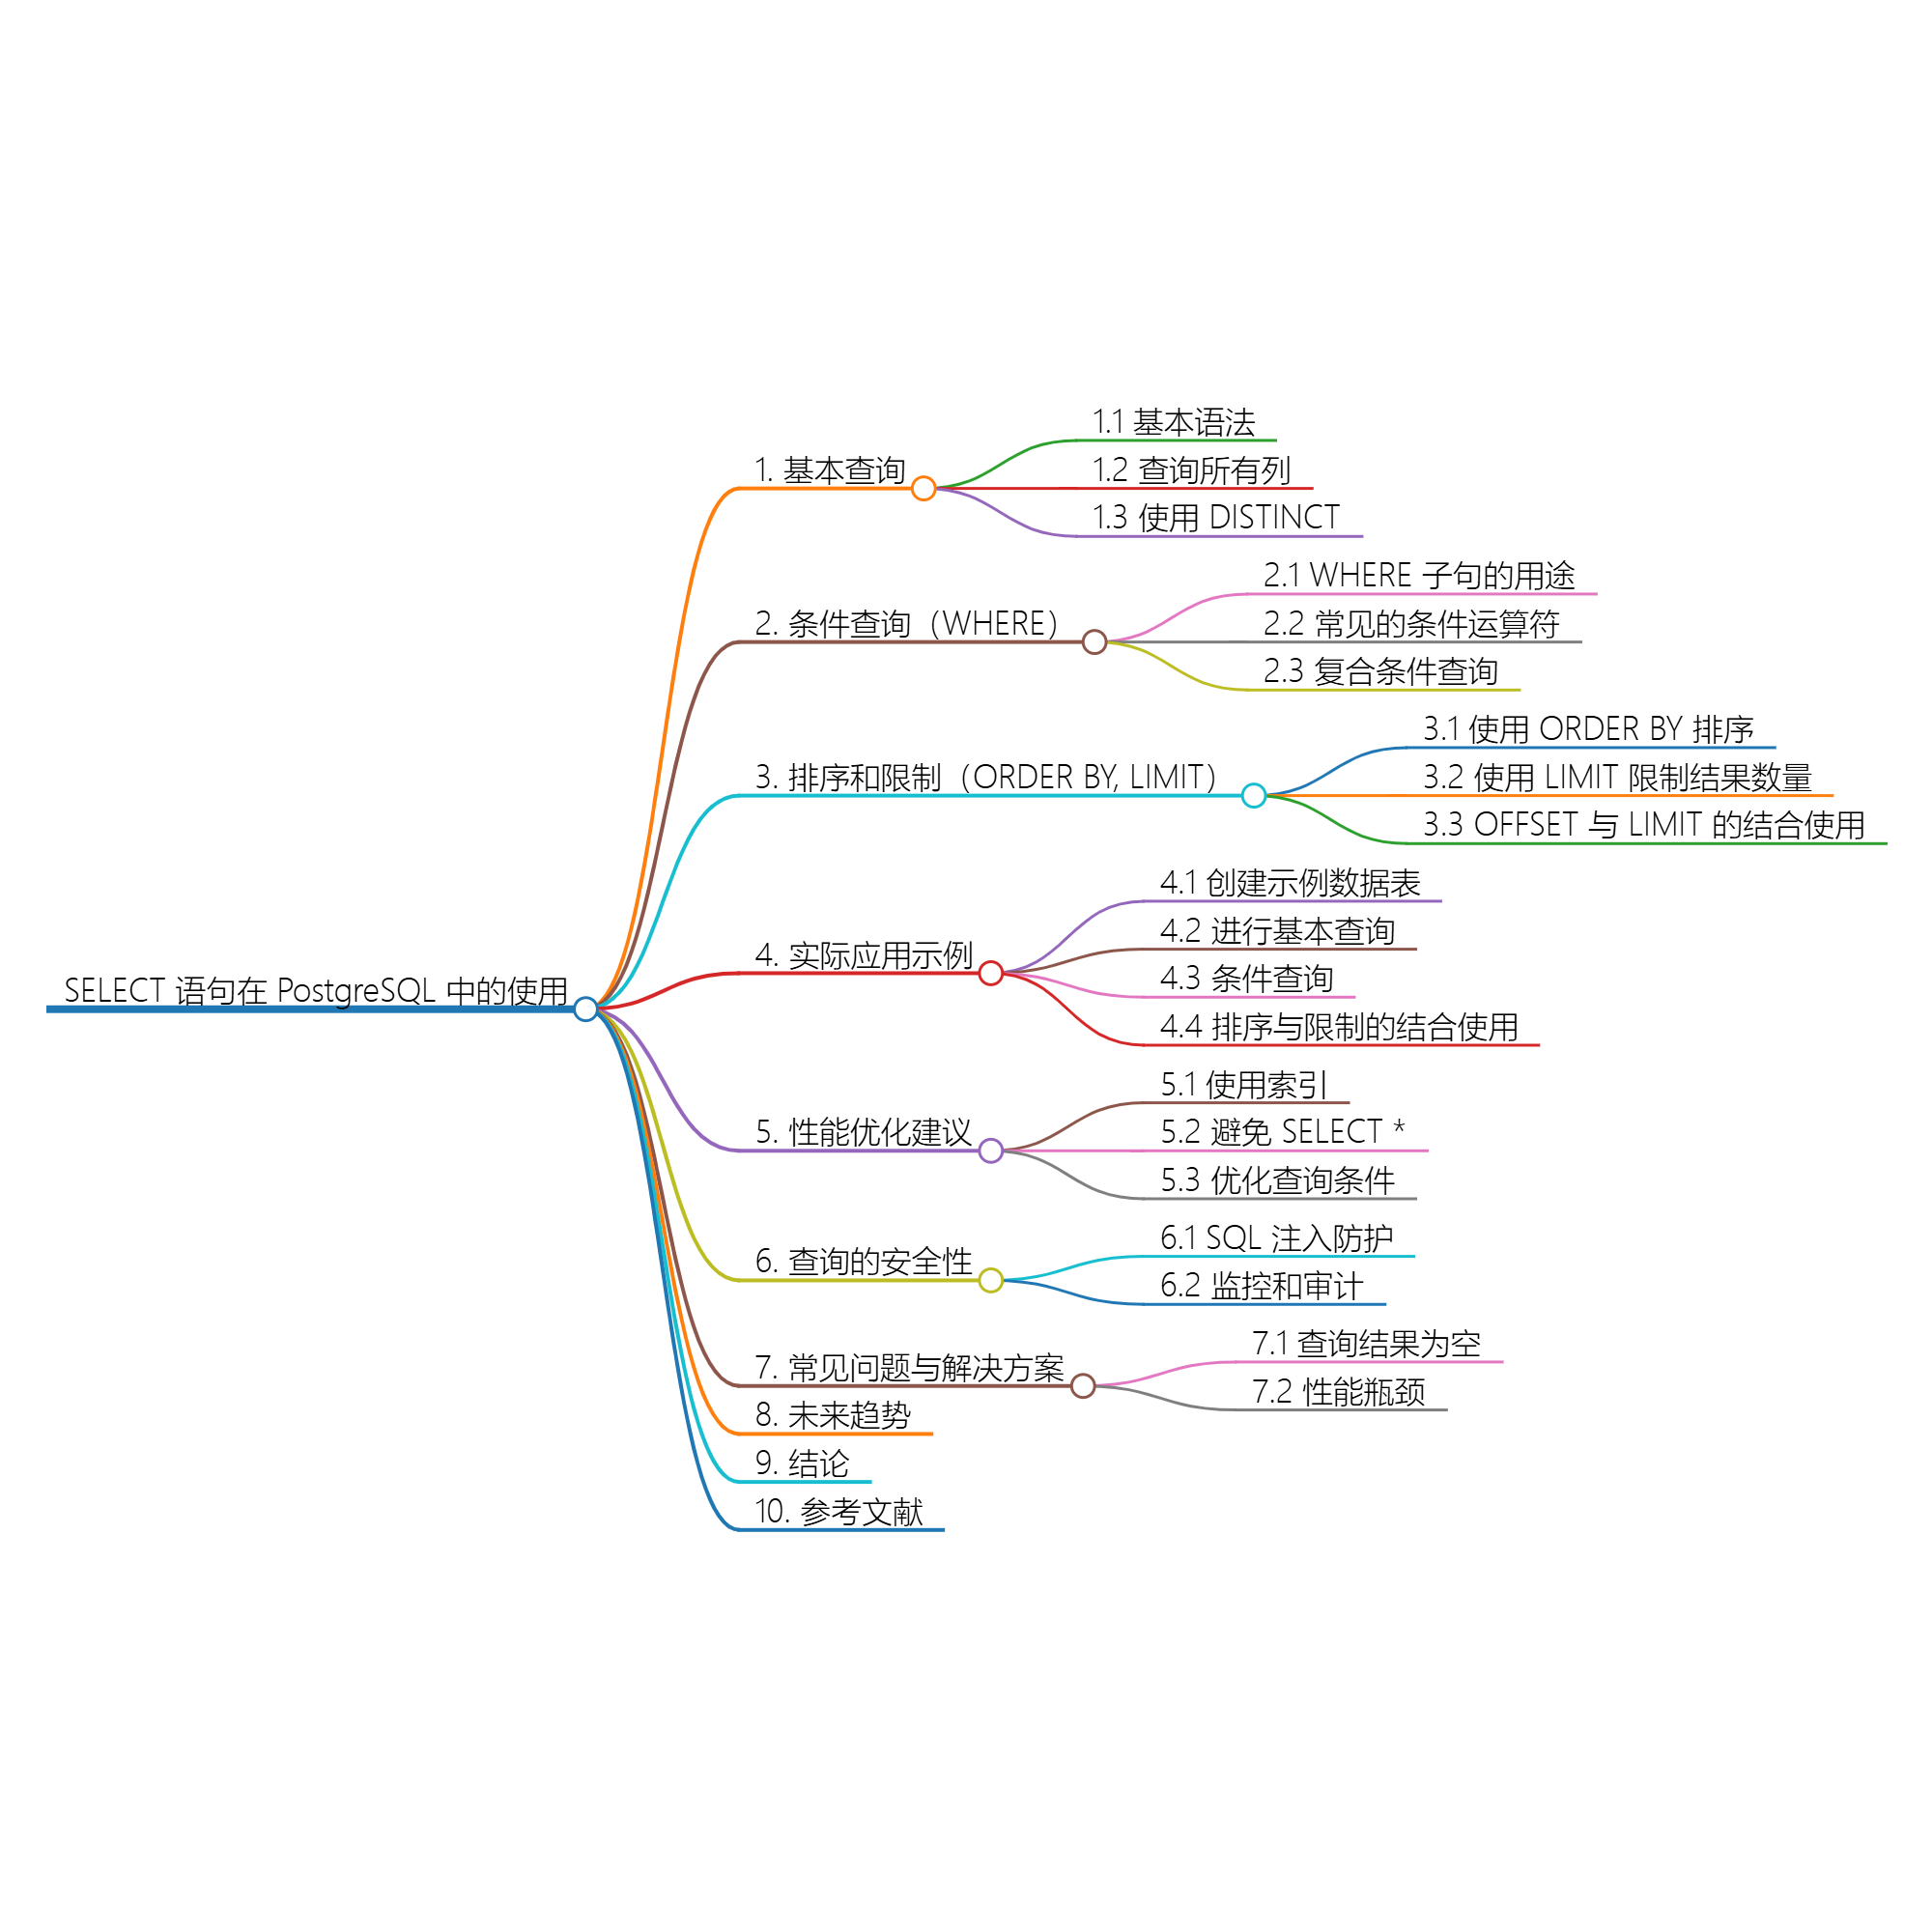 SELECT 语句在 PostgreSQL 中的使用
1. 基本查询
1.1 基本语法
1.2 查询所有列
1.3 使用 DISTINCT
2. 条件查询（WHERE）
2.1 WHERE 子句的用途
2.2 常见的条件运算符
2.3 复合条件查询
3. 排序和限制（ORDER BY, LIMIT）
3.1 使用 ORDER BY 排序
3.2 使用 LIMIT 限制结果数量
3.3 OFFSET 与 LIMIT 的结合使用
4. 实际应用示例
4.1 创建示例数据表
4.2 进行基本查询
4.3 条件查询
4.4 排序与限制的结合使用
5. 性能优化建议
5.1 使用索引
5.2 避免 SELECT *
5.3 优化查询条件
6. 查询的安全性
6.1 SQL 注入防护
6.2 监控和审计
7. 常见问题与解决方案
7.1 查询结果为空
7.2 性能瓶颈
8. 未来趋势
9. 结论
10. 参考文献